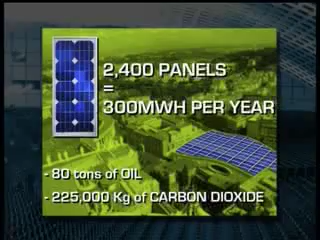 2,400 PANELS
=
300MWH PER YEAR
- 80 tons of OIL
- 225,000 Kg of CARBON DIOXIDE